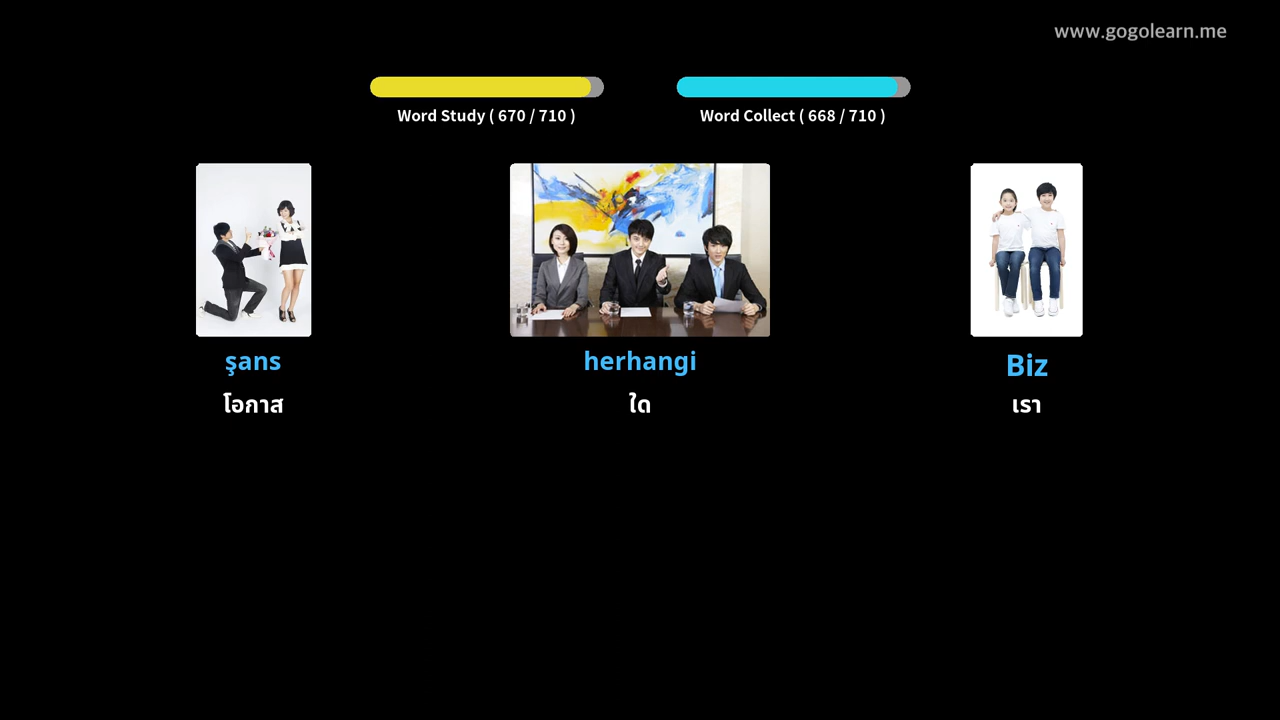 www.gogolearn.me
Word Study ( 670 / 710 )
Word Collect ( 668 / 710 )
şans
herhangi
Biz
โอกาส
ใด
เรา